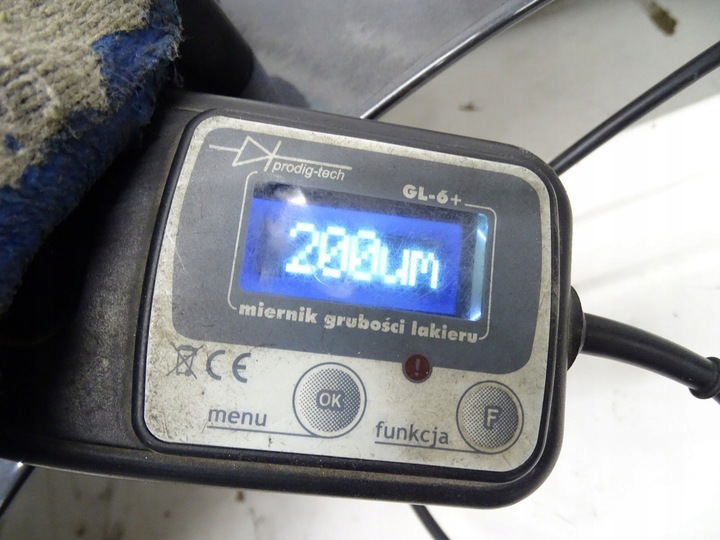 prodig-tech
GL-6+
200um
miernik grubości lakieru
!
CE
OK
menu
F
funkcja